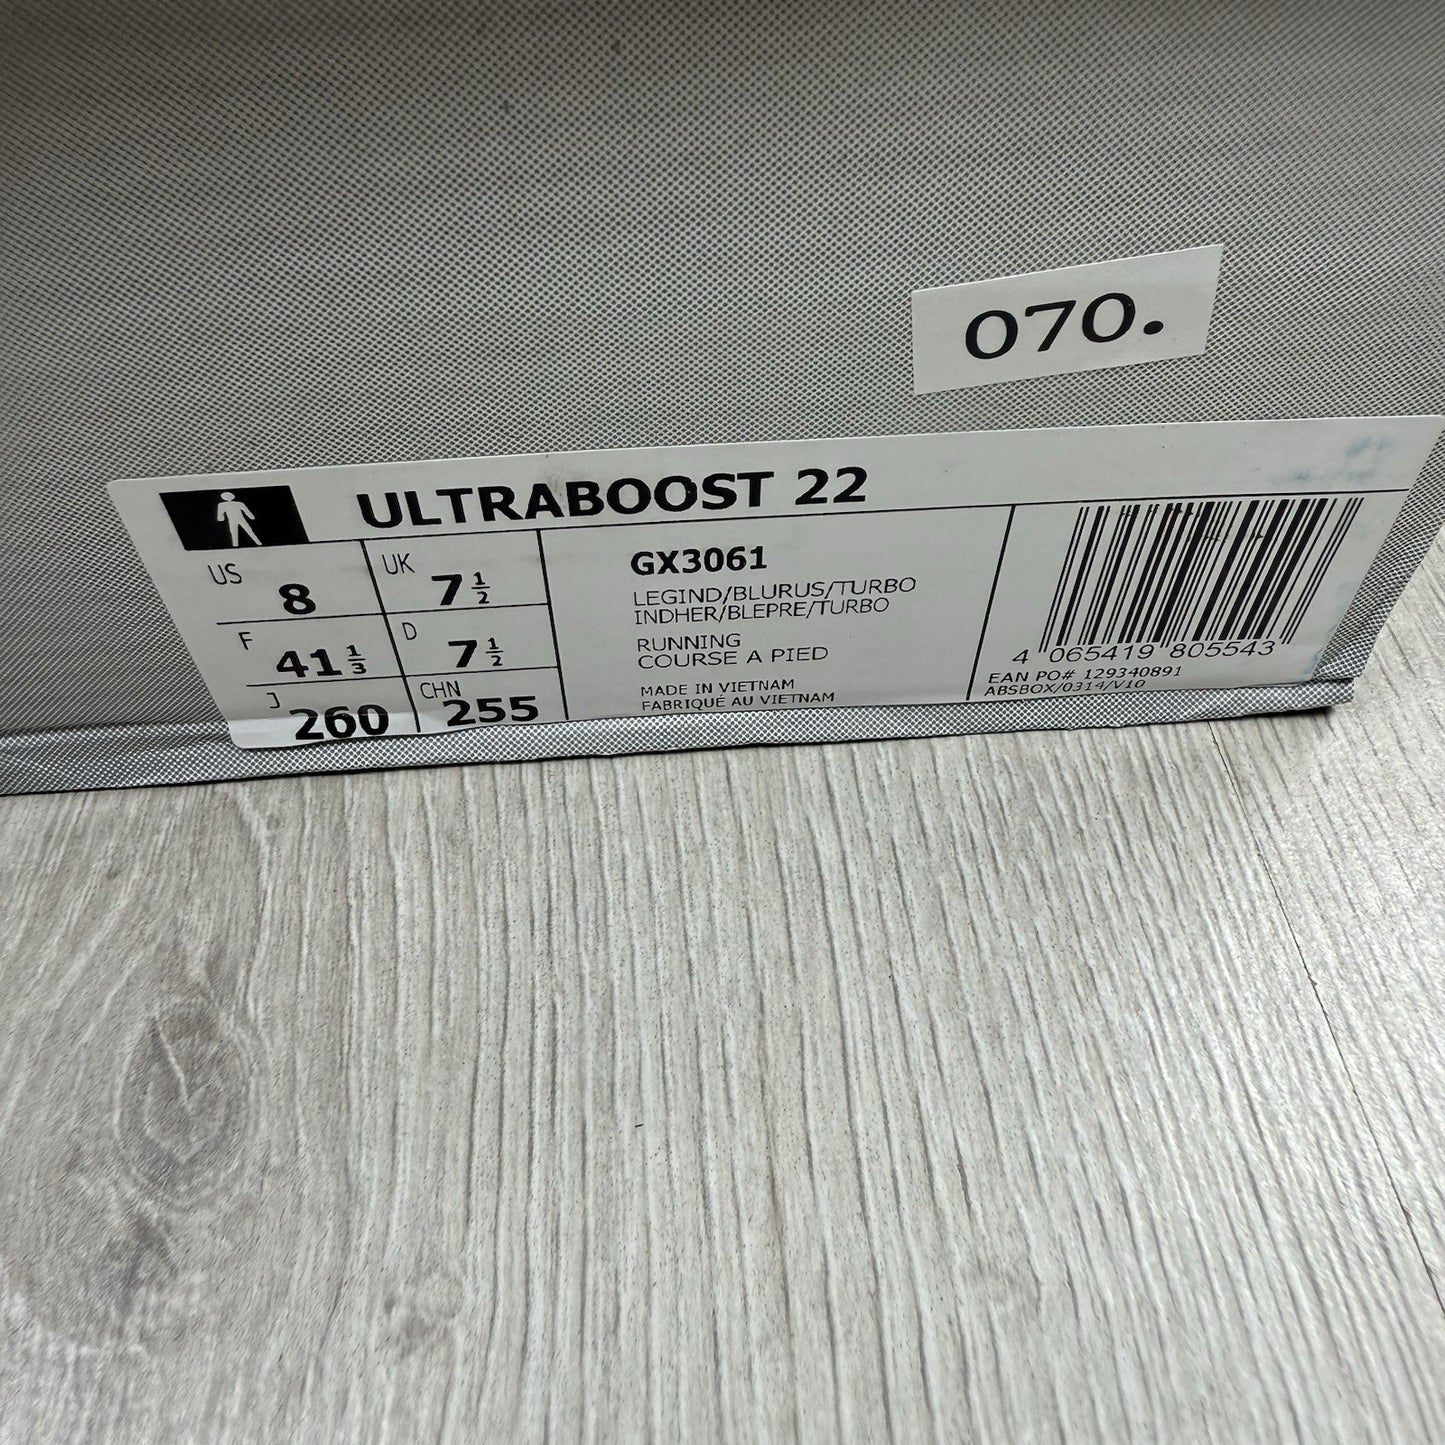 070.
ULTRABOOST 22
US 8 UK 7 1/2
F 41 1/3 D 7 1/2
J 260 CHN 255
GX3061
LEGIND/BLURUS/TURBO
INDHER/BLEPRE/TURBO
RUNNING
COURSE A PIED
MADE IN VIETNAM
FABRIQUÉ AU VIETNAM
4 065419 805543
EAN PO# 129340891
ABSBOX/0314/V10